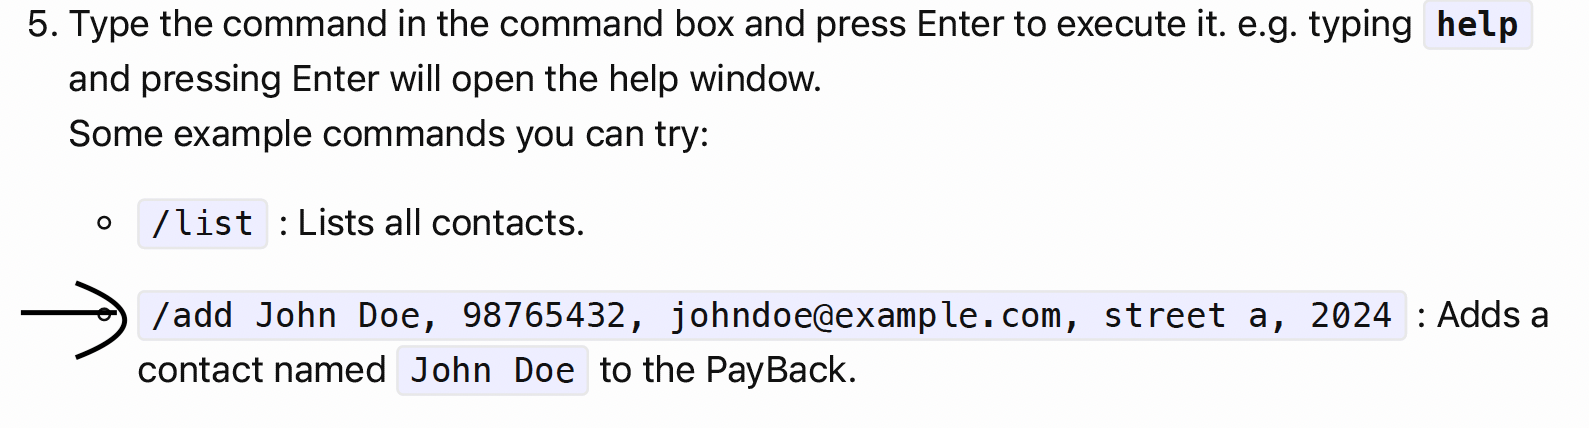 5. Type the command in the command box and press Enter to execute it. e.g. typing help
and pressing Enter will open the help window.
Some example commands you can try:
/list : Lists all contacts.
/add John Doe, 98765432, johndoe@example.com, street a, 2024 : Adds a
contact named John Doe to the PayBack.